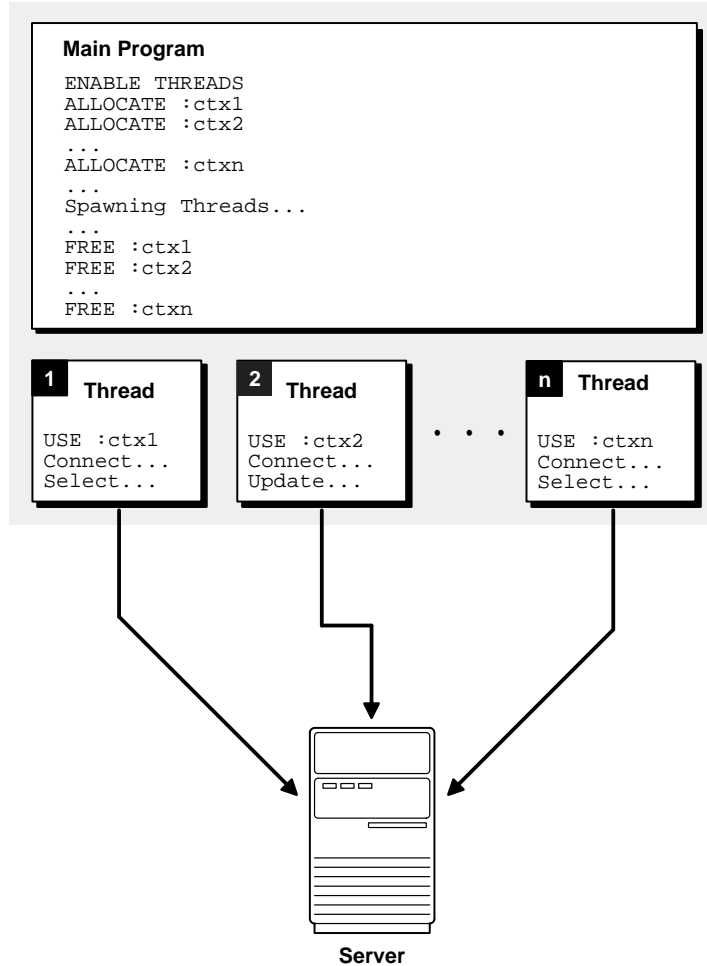 Main Program
ENABLE THREADS
ALLOCATE :ctx1
ALLOCATE :ctx2
...
ALLOCATE :ctxn
...
Spawning Threads...
...
FREE :ctx1
FREE :ctx2
...
FREE :ctxn
1 Thread
USE :ctx1
Connect...
Select...
2 Thread
USE :ctx2
Connect...
Update...
. . .
n Thread
USE :ctxn
Connect...
Select...
Server